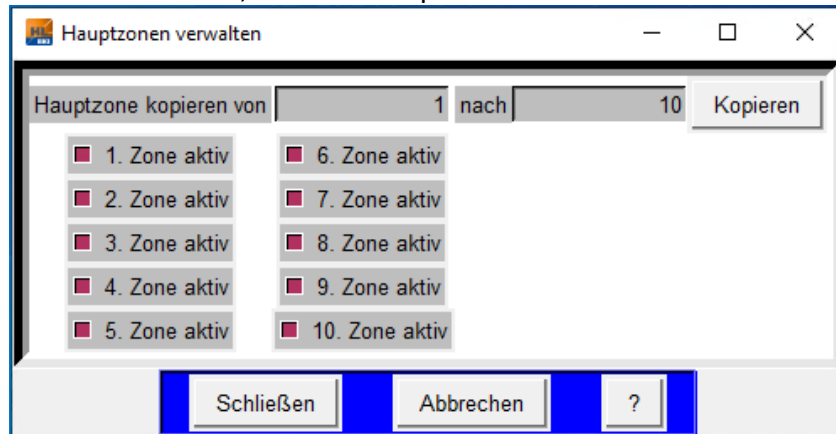 Hauptzonen verwalten
Hauptzone kopieren von 1 nach 10 Kopieren
1. Zone aktiv 6. Zone aktiv
2. Zone aktiv 7. Zone aktiv
3. Zone aktiv 8. Zone aktiv
4. Zone aktiv 9. Zone aktiv
5. Zone aktiv 10. Zone aktiv
Schließen Abbrechen ?